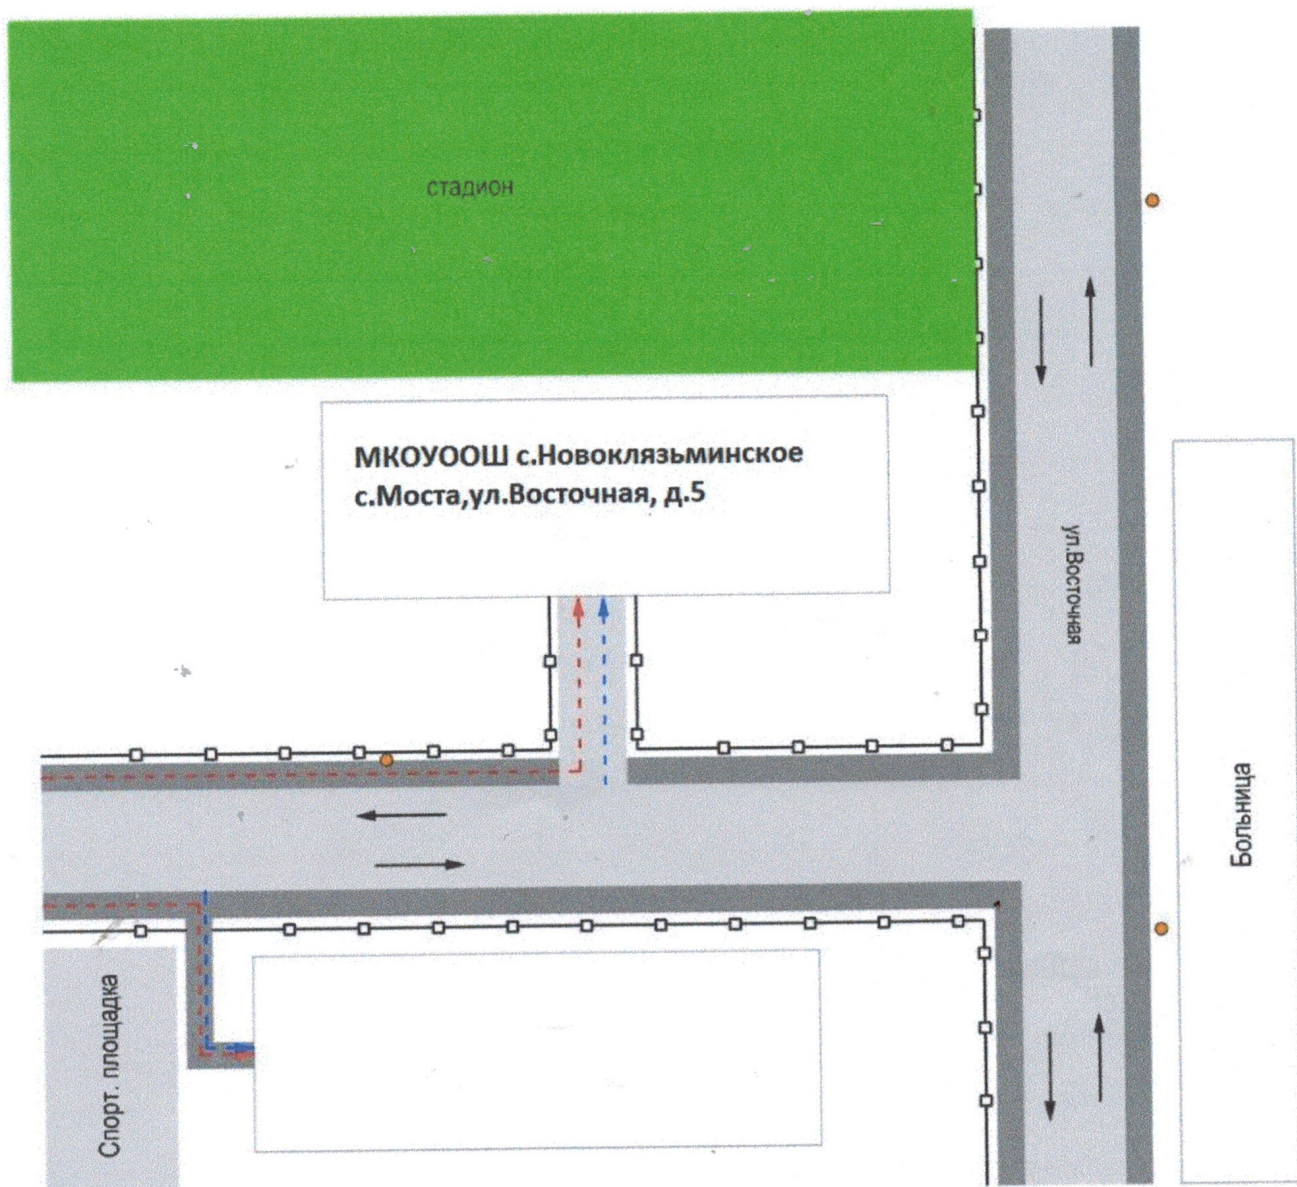 стадион
МКОУООШ с.Новоклязьминское
с.Моста,ул.Восточная, д.5
ул.Восточная
Больница
Спорт. площадка